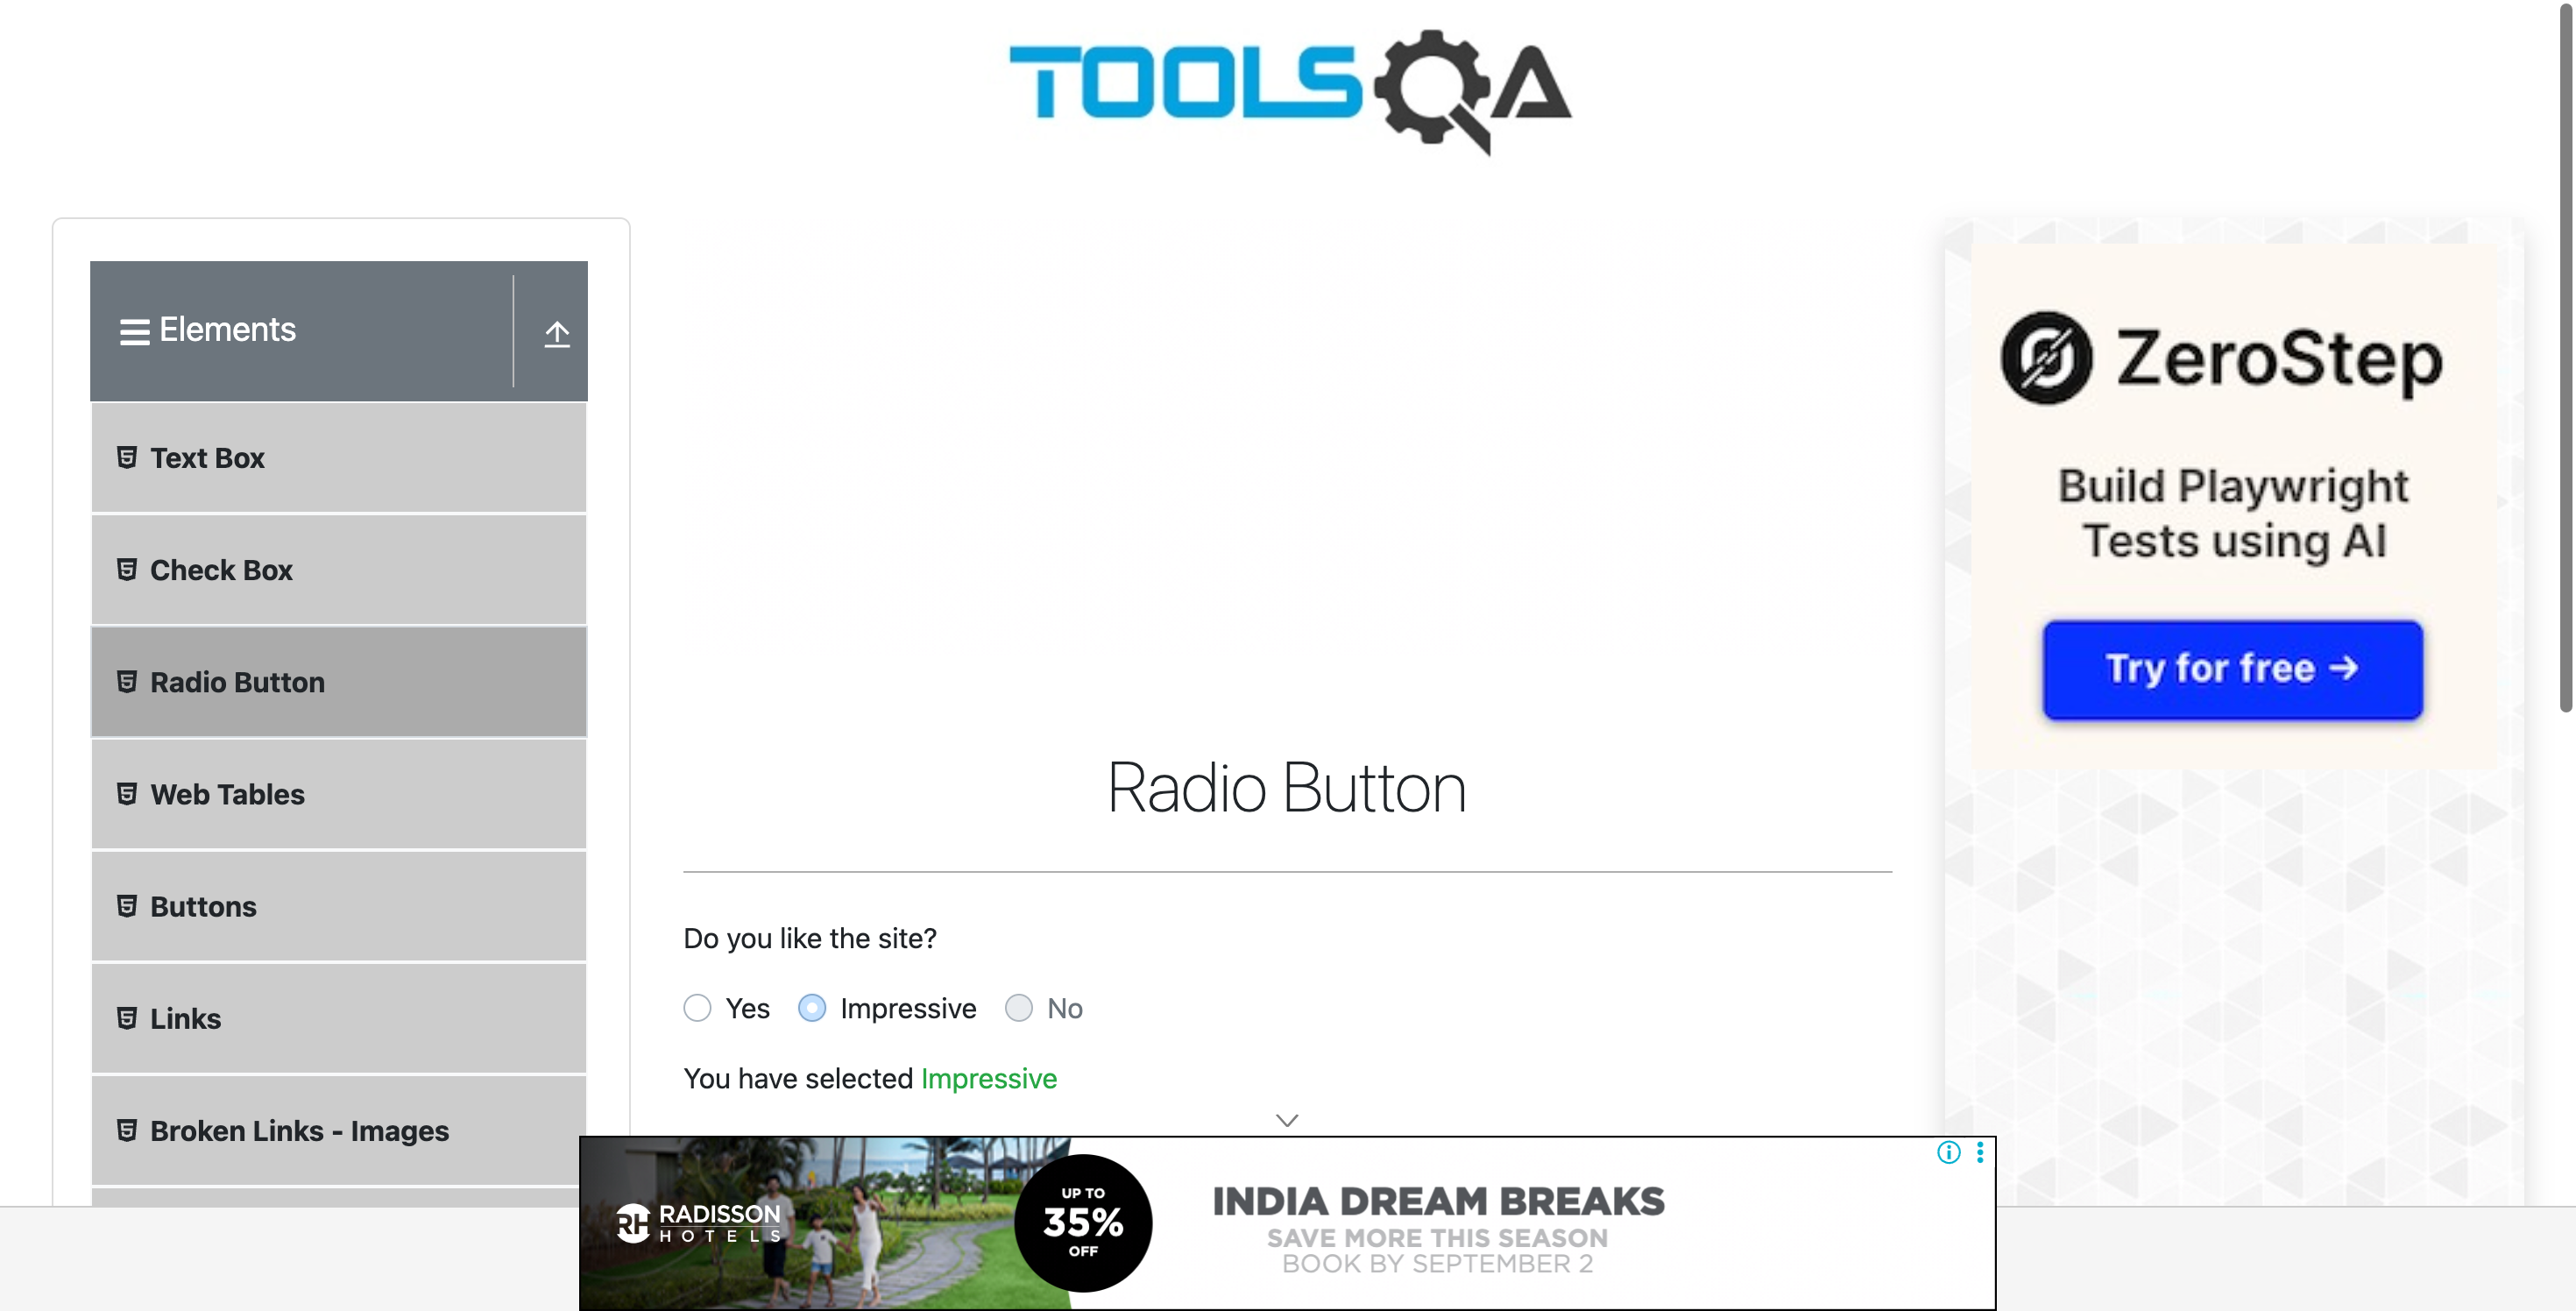 TOOLSQA
Elements
Text Box
Check Box
Radio Button
Web Tables
Buttons
Links
Broken Links - Images
Radio Button
Do you like the site?
Yes Impressive No
You have selected Impressive
ZeroStep
Build Playwright
Tests using AI
Try for free →
RH RADISSON
HOTELS
UP TO
35%
OFF
INDIA DREAM BREAKS
SAVE MORE THIS SEASON
BOOK BY SEPTEMBER 2